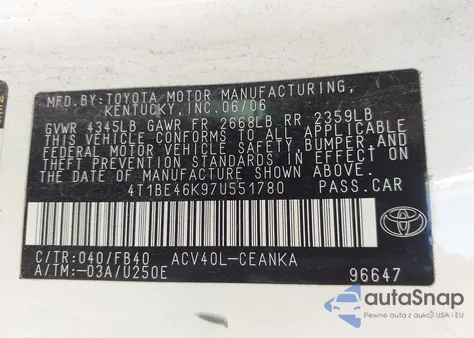 MFD.BY:TOYOTA MOTOR MANUFACTURING,
KENTUCKY, INC.06/06
GVWR 4345LB GAWR FR 2668LB RR 2359LB
THIS VEHICLE CONFORMS TO ALL APPLICABLE
FEDERAL MOTOR VEHICLE SAFETY, BUMPER,AND
THEFT PREVENTION STANDARDS IN EFFECT ON
THE DATE OF MANUFACTURE SHOWN ABOVE.
4T1BE46K97U551780 PASS.CAR
C/TR:040/FB40 ACV40L-CEANKA
A/TM:-03A/U250E 96647
autaSnap
Pewne auta z aukcji USA i EU